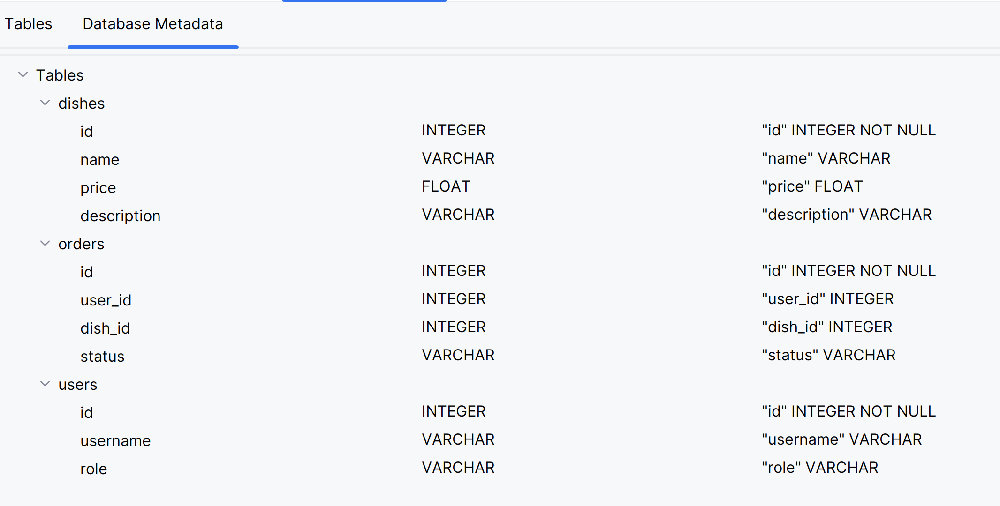 Tables Database Metadata
Tables
dishes
id INTEGER "id" INTEGER NOT NULL
name VARCHAR "name" VARCHAR
price FLOAT "price" FLOAT
description VARCHAR "description" VARCHAR
orders
id INTEGER "id" INTEGER NOT NULL
user_id INTEGER "user_id" INTEGER
dish_id INTEGER "dish_id" INTEGER
status VARCHAR "status" VARCHAR
users
id INTEGER "id" INTEGER NOT NULL
username VARCHAR "username" VARCHAR
role VARCHAR "role" VARCHAR